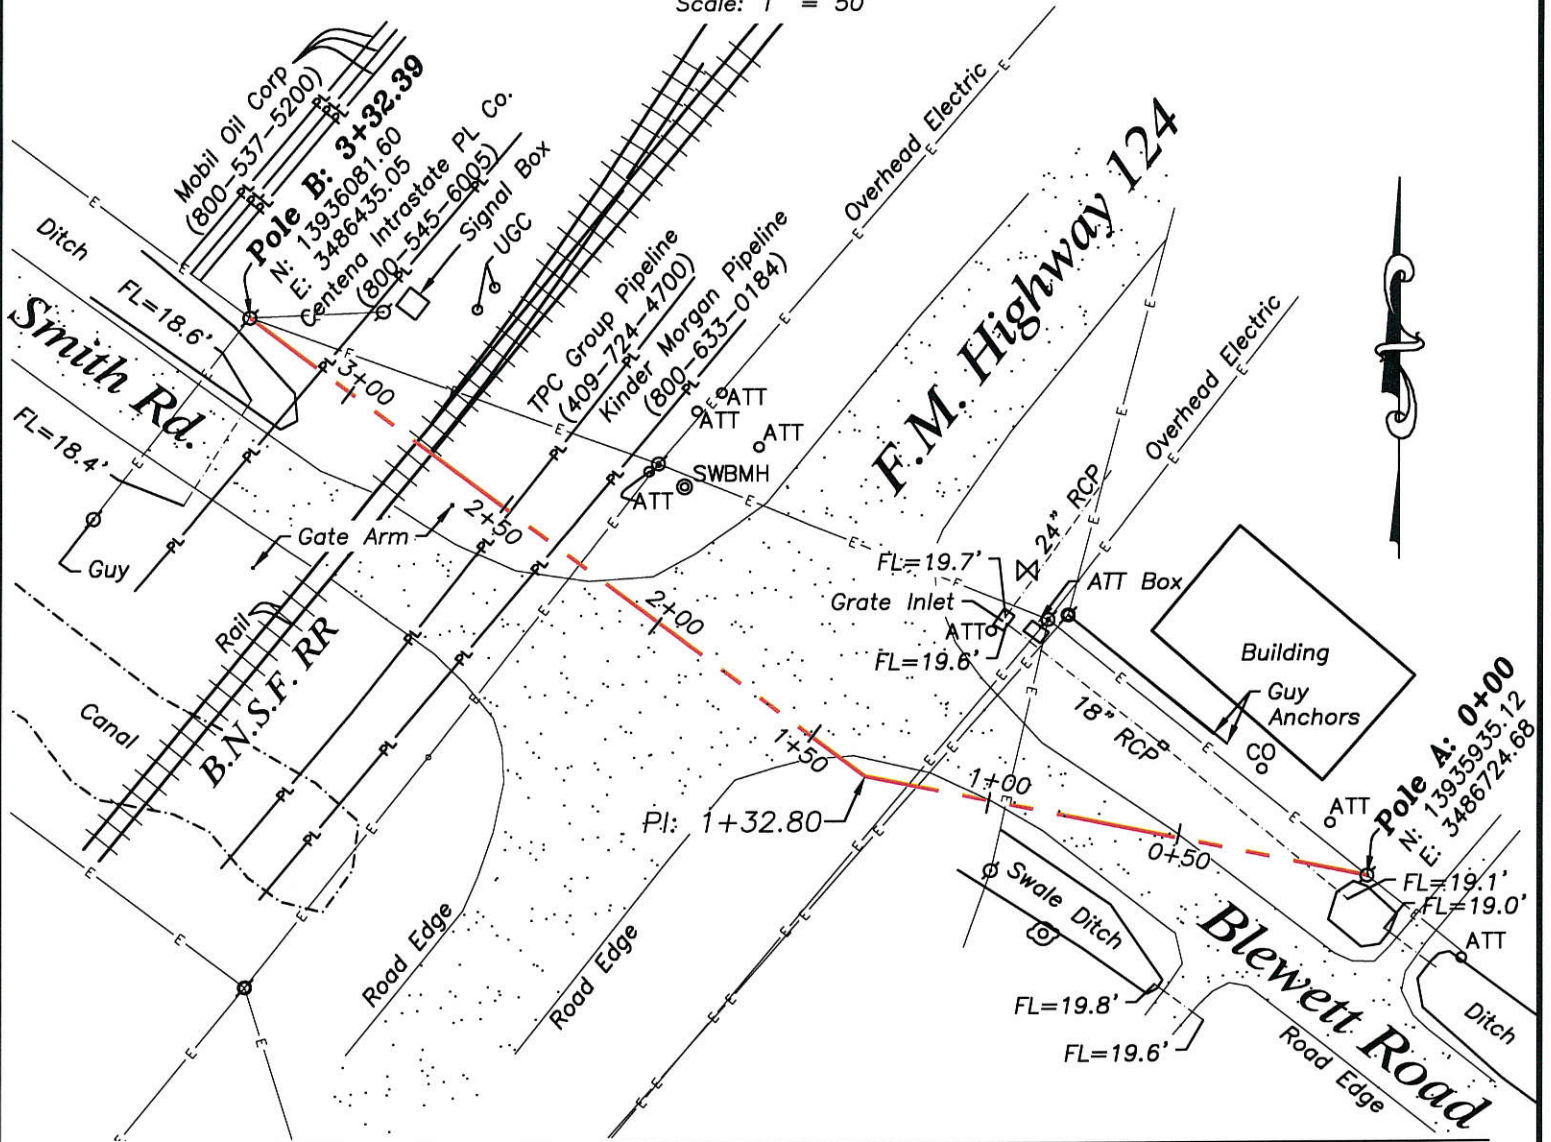 Scale: 1" = 50'
Mobil Oil Corp
(800-537-5200)
Pole B: 3+32.39
N: 13936081.60
E: 3486435.05
Centena Intrastate PL Co.
(800-545-6005)
Signal Box
UGC
TPC Group Pipeline
(409-724-4700)
Kinder Morgan Pipeline
(800-633-0184)
Overhead Electric
F.M. Highway 124
Overhead Electric
Ditch
FL=18.6'
Smith Rd.
FL=18.4'
3+00
ATT
ATT
ATT
SWBMH
ATT
2+50
Gate Arm
Guy
Rail
B.N.S.F. RR
Canal
2+00
24" RCP
FL=19.7'
Grate Inlet
ATT
FL=19.6'
ATT Box
Building
Guy
Anchors
18" RCP
CO
1+50
PI: 1+32.80
1+00
0+50
ATT
Pole A: 0+00
N: 13935935.12
E: 3486724.68
FL=19.1'
FL=19.0'
ATT
Swale Ditch
Blewett Road
Road Edge
Road Edge
FL=19.8'
FL=19.6'
Road Edge
Ditch
E
PL